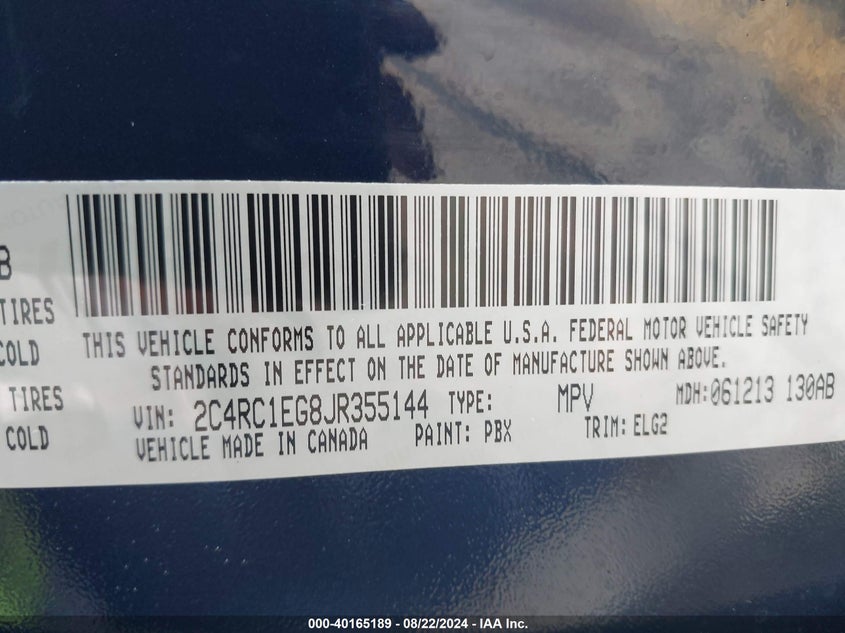 B
TIRES
COLD
TIRES
COLD
THIS VEHICLE CONFORMS TO ALL APPLICABLE U.S.A. FEDERAL MOTOR VEHICLE SAFETY
STANDARDS IN EFFECT ON THE DATE OF MANUFACTURE SHOWN ABOVE.
VIN: 2C4RC1EG8JR355144 TYPE: MPV MDH: 061213 130AB
VEHICLE MADE IN CANADA PAINT: PBX TRIM: ELG2
000-40165189 - 08/22/2024 - IAA Inc.